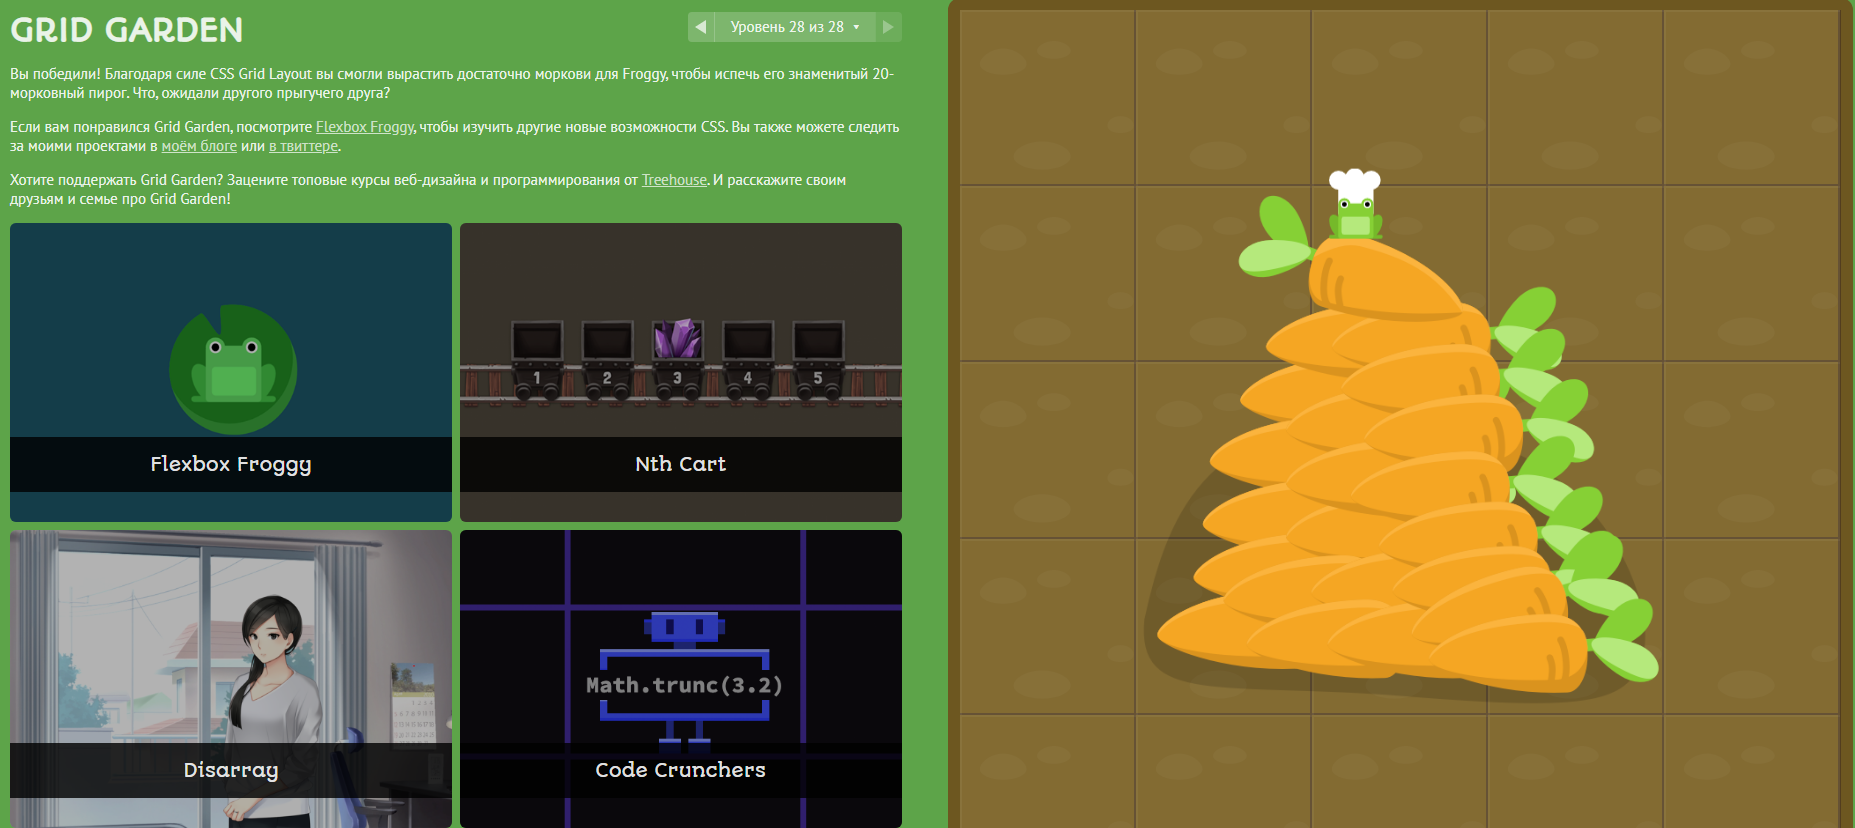 GRID GARDEN
Уровень 28 из 28
Вы победили! Благодаря силе CSS Grid Layout вы смогли вырастить достаточно моркови для Froggy, чтобы испечь его знаменитый 20-
морковный пирог. Что, ожидали другого прыгучего друга?
Если вам понравился Grid Garden, посмотрите Flexbox Froggy, чтобы изучить другие новые возможности CSS. Вы также можете следить
за моими проектами в моём блоге или в твиттере.
Хотите поддержать Grid Garden? Зацените топовые курсы веб-дизайна и программирования от Treehouse. И расскажите своим
друзьям и семье про Grid Garden!
1 2 3 4 5
Flexbox Froggy
Nth Cart
Math.trunc(3.2)
Disarray
Code Crunchers